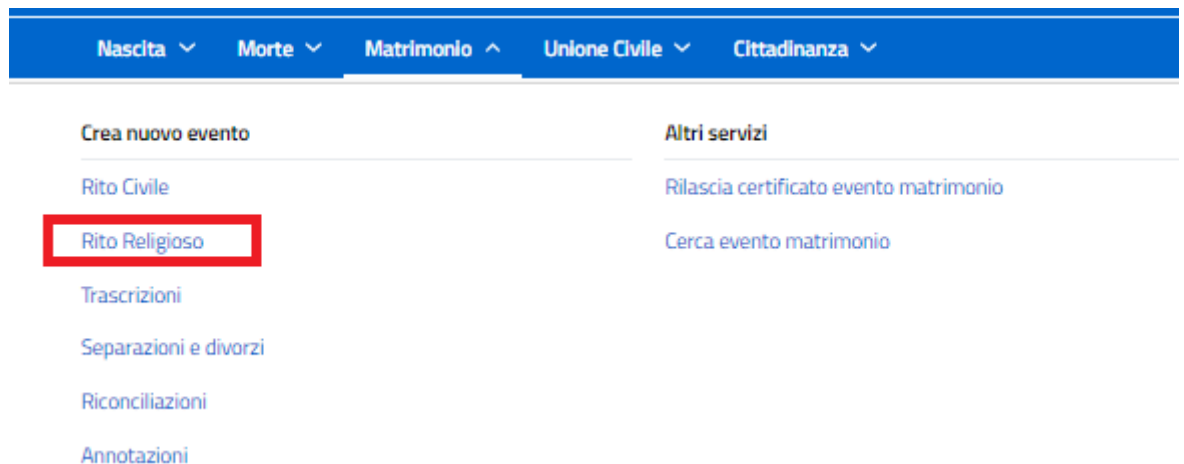 Nascita Morte Matrimonio Unione Civile Cittadinanza
Crea nuovo evento
Rito Civile
Rito Religioso
Trascrizioni
Separazioni e divorzi
Riconciliazioni
Annotazioni
Altri servizi
Rilascia certificato evento matrimonio
Cerca evento matrimonio